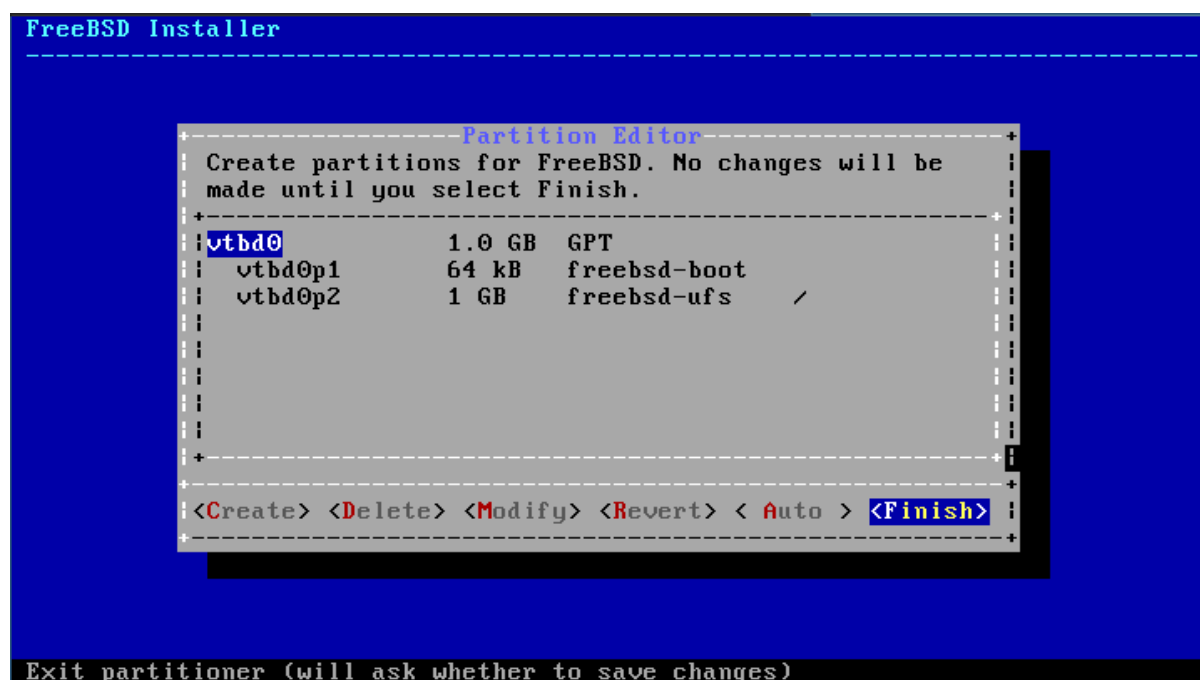 FreeBSD Installer
Partition Editor
Create partitions for FreeBSD. No changes will be
made until you select Finish.
vtbd0 1.0 GB GPT
vtbd0p1 64 kB freebsd-boot
vtbd0p2 1 GB freebsd-ufs /
<Create> <Delete> <Modify> <Revert> < Auto > <Finish>
Exit partitioner (will ask whether to save changes)